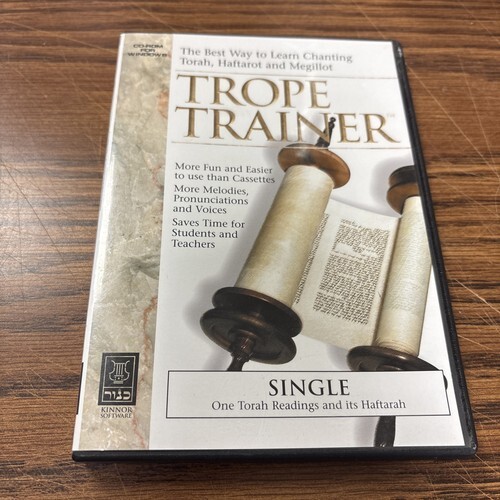 CD-ROM
FOR
WINDOWS
The Best Way to Learn Chanting
Torah, Haftarot and Megillot
TROPE
TRAINER
More Fun and Easier
to use than Cassettes
More Melodies,
Pronunciations
and Voices
Saves Time for
Students and
Teachers
כנור
KINNOR
SOFTWARE
SINGLE
One Torah Readings and its Haftarah